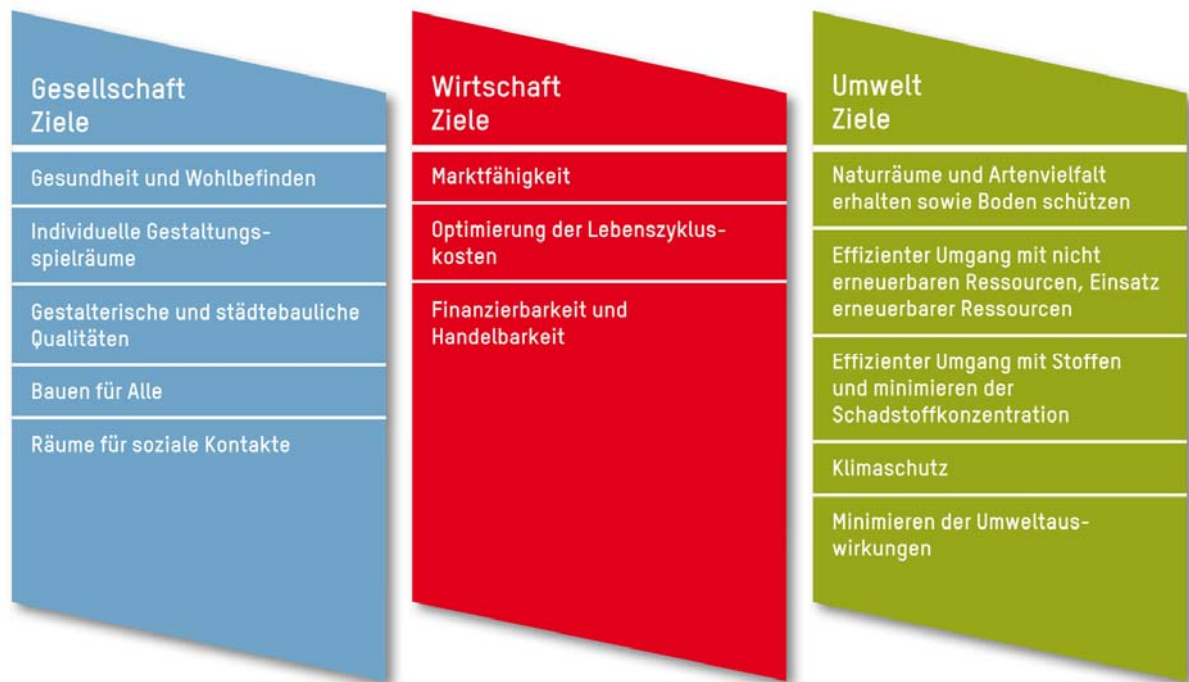 Gesellschaft
Ziele
Gesundheit und Wohlbefinden
Individuelle Gestaltungs-
spielräume
Gestalterische und städtebauliche
Qualitäten
Bauen für Alle
Räume für soziale Kontakte
Wirtschaft
Ziele
Marktfähigkeit
Optimierung der Lebenszyklus-
kosten
Finanzierbarkeit und
Handelbarkeit
Umwelt
Ziele
Naturräume und Artenvielfalt
erhalten sowie Boden schützen
Effizienter Umgang mit nicht
erneuerbaren Ressourcen, Einsatz
erneuerbarer Ressourcen
Effizienter Umgang mit Stoffen
und minimieren der
Schadstoffkonzentration
Klimaschutz
Minimieren der Umweltaus-
wirkungen